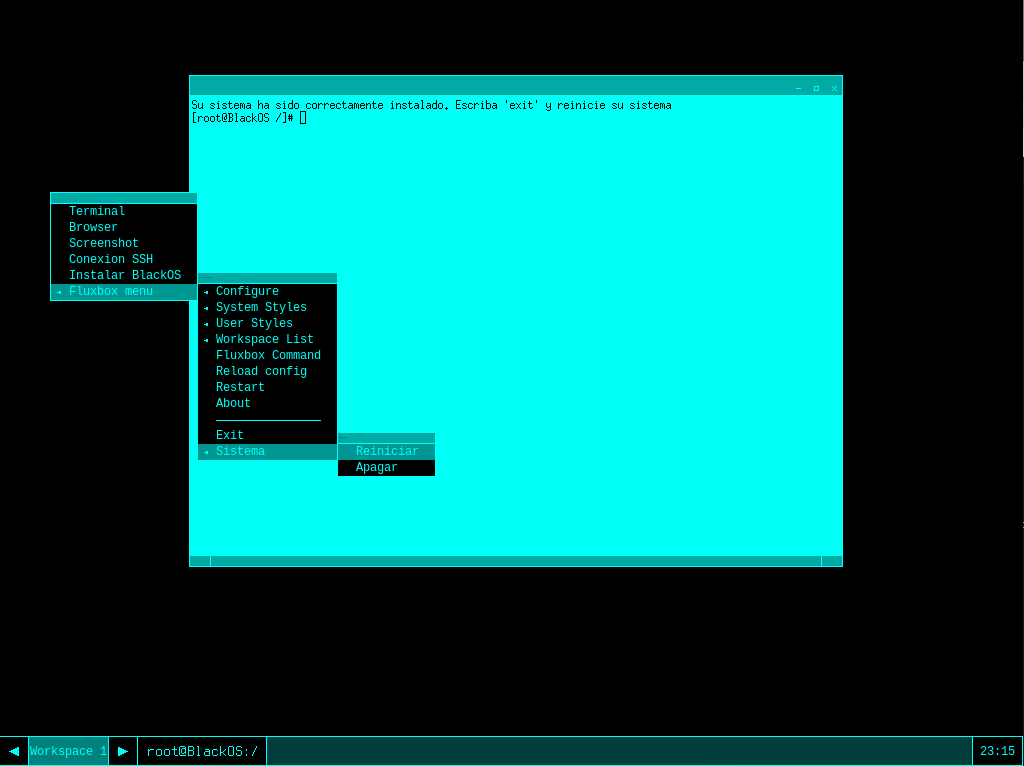 Su sistema ha sido correctamente instalado. Escriba 'exit' y reinicie su sistema
[root@BlackOS /]#
Terminal
Browser
Screenshot
Conexion SSH
Instalar BlackOS
Fluxbox menu
Configure
System Styles
User Styles
Workspace List
Fluxbox Command
Reload config
Restart
About
Exit
Sistema
Reiniciar
Apagar
Workspace 1
root@BlackOS:/
23:15